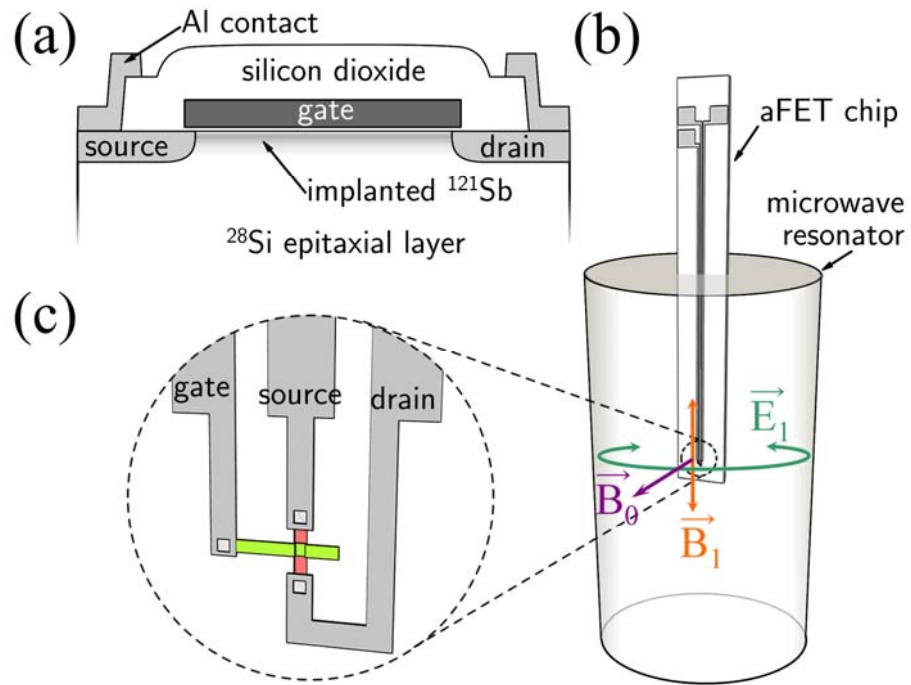 (a)
Al contact
silicon dioxide
gate
source
drain
implanted ¹²¹Sb
²⁸Si epitaxial layer
(b)
aFET chip
microwave
resonator
E₁
B₀
B₁
(c)
gate
source
drain